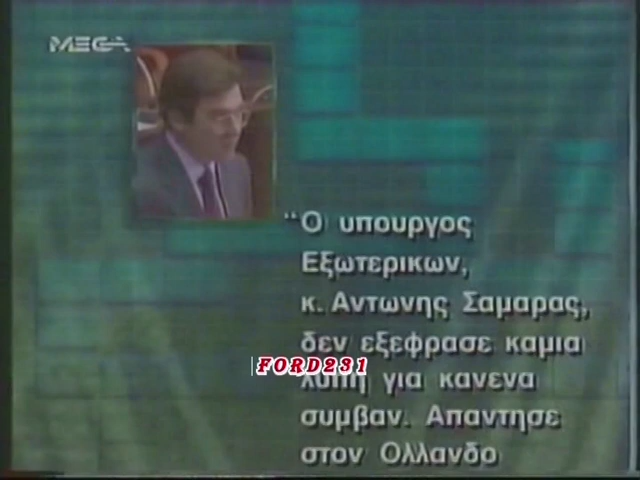 MEGA
“Ο υπουργος
Εξωτερικων,
κ. Αντωνης Σαμαρας,
δεν εξεφρασε καμια
FORD231
λυπη για κανενα
συμβαν. Απαντησε
στον Ολλανδο